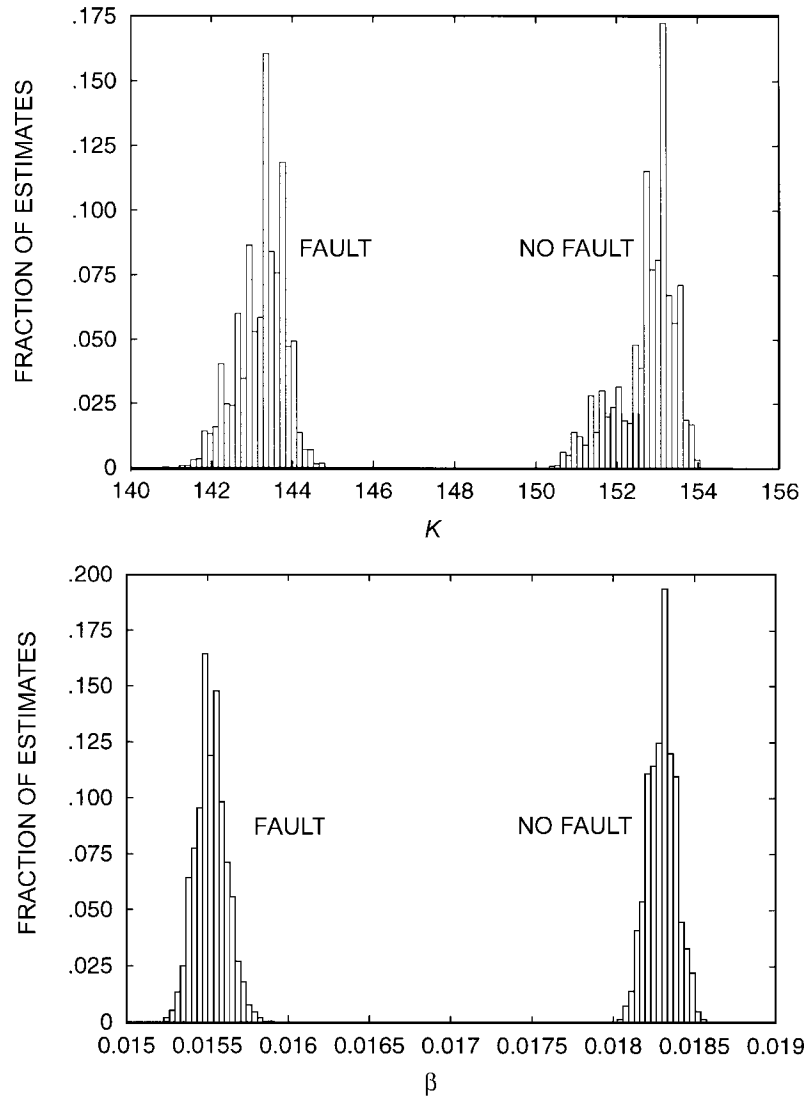 .175
.150
.125
.100
.075
.050
.025
0
FRACTION OF ESTIMATES
FAULT
NO FAULT
140 142 144 146 148 150 152 154 156
K
.200
.175
.150
.125
.100
.075
.050
.025
0
FRACTION OF ESTIMATES
FAULT
NO FAULT
0.015 0.0155 0.016 0.0165 0.017 0.0175 0.018 0.0185 0.019
β